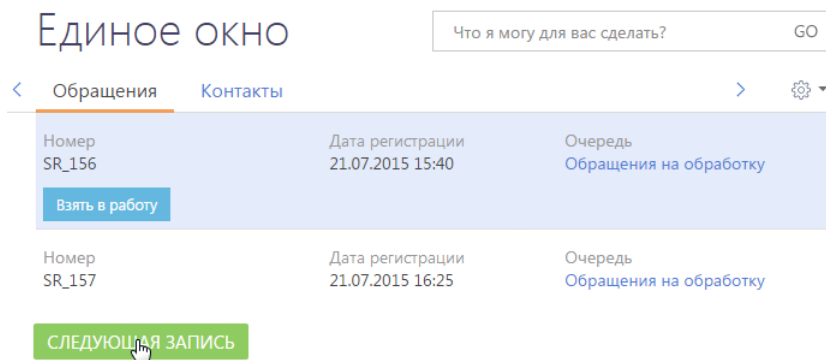 Единое окно
Что я могу для вас сделать? GO
Обращения Контакты
Номер Дата регистрации Очередь
SR_156 21.07.2015 15:40 Обращения на обработку
Взять в работу
Номер Дата регистрации Очередь
SR_157 21.07.2015 16:25 Обращения на обработку
СЛЕДУЮЩАЯ ЗАПИСЬ